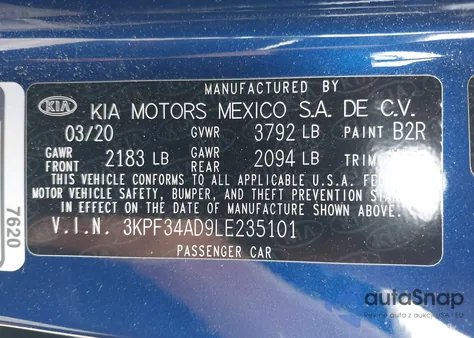 MANUFACTURED BY
KIA KIA MOTORS MEXICO S.A. DE C.V.
03/20 GVWR 3792 LB PAINT B2R
GAWR FRONT 2183 LB GAWR REAR 2094 LB TRIM
THIS VEHICLE CONFORMS TO ALL APPLICABLE U.S.A.
MOTOR VEHICLE SAFETY, BUMPER, AND THEFT PREVENTION
IN EFFECT ON THE DATE OF MANUFACTURE SHOWN ABOVE.
V.I.N. 3KPF34AD9LE235101
PASSENGER CAR
7620
autoSnap